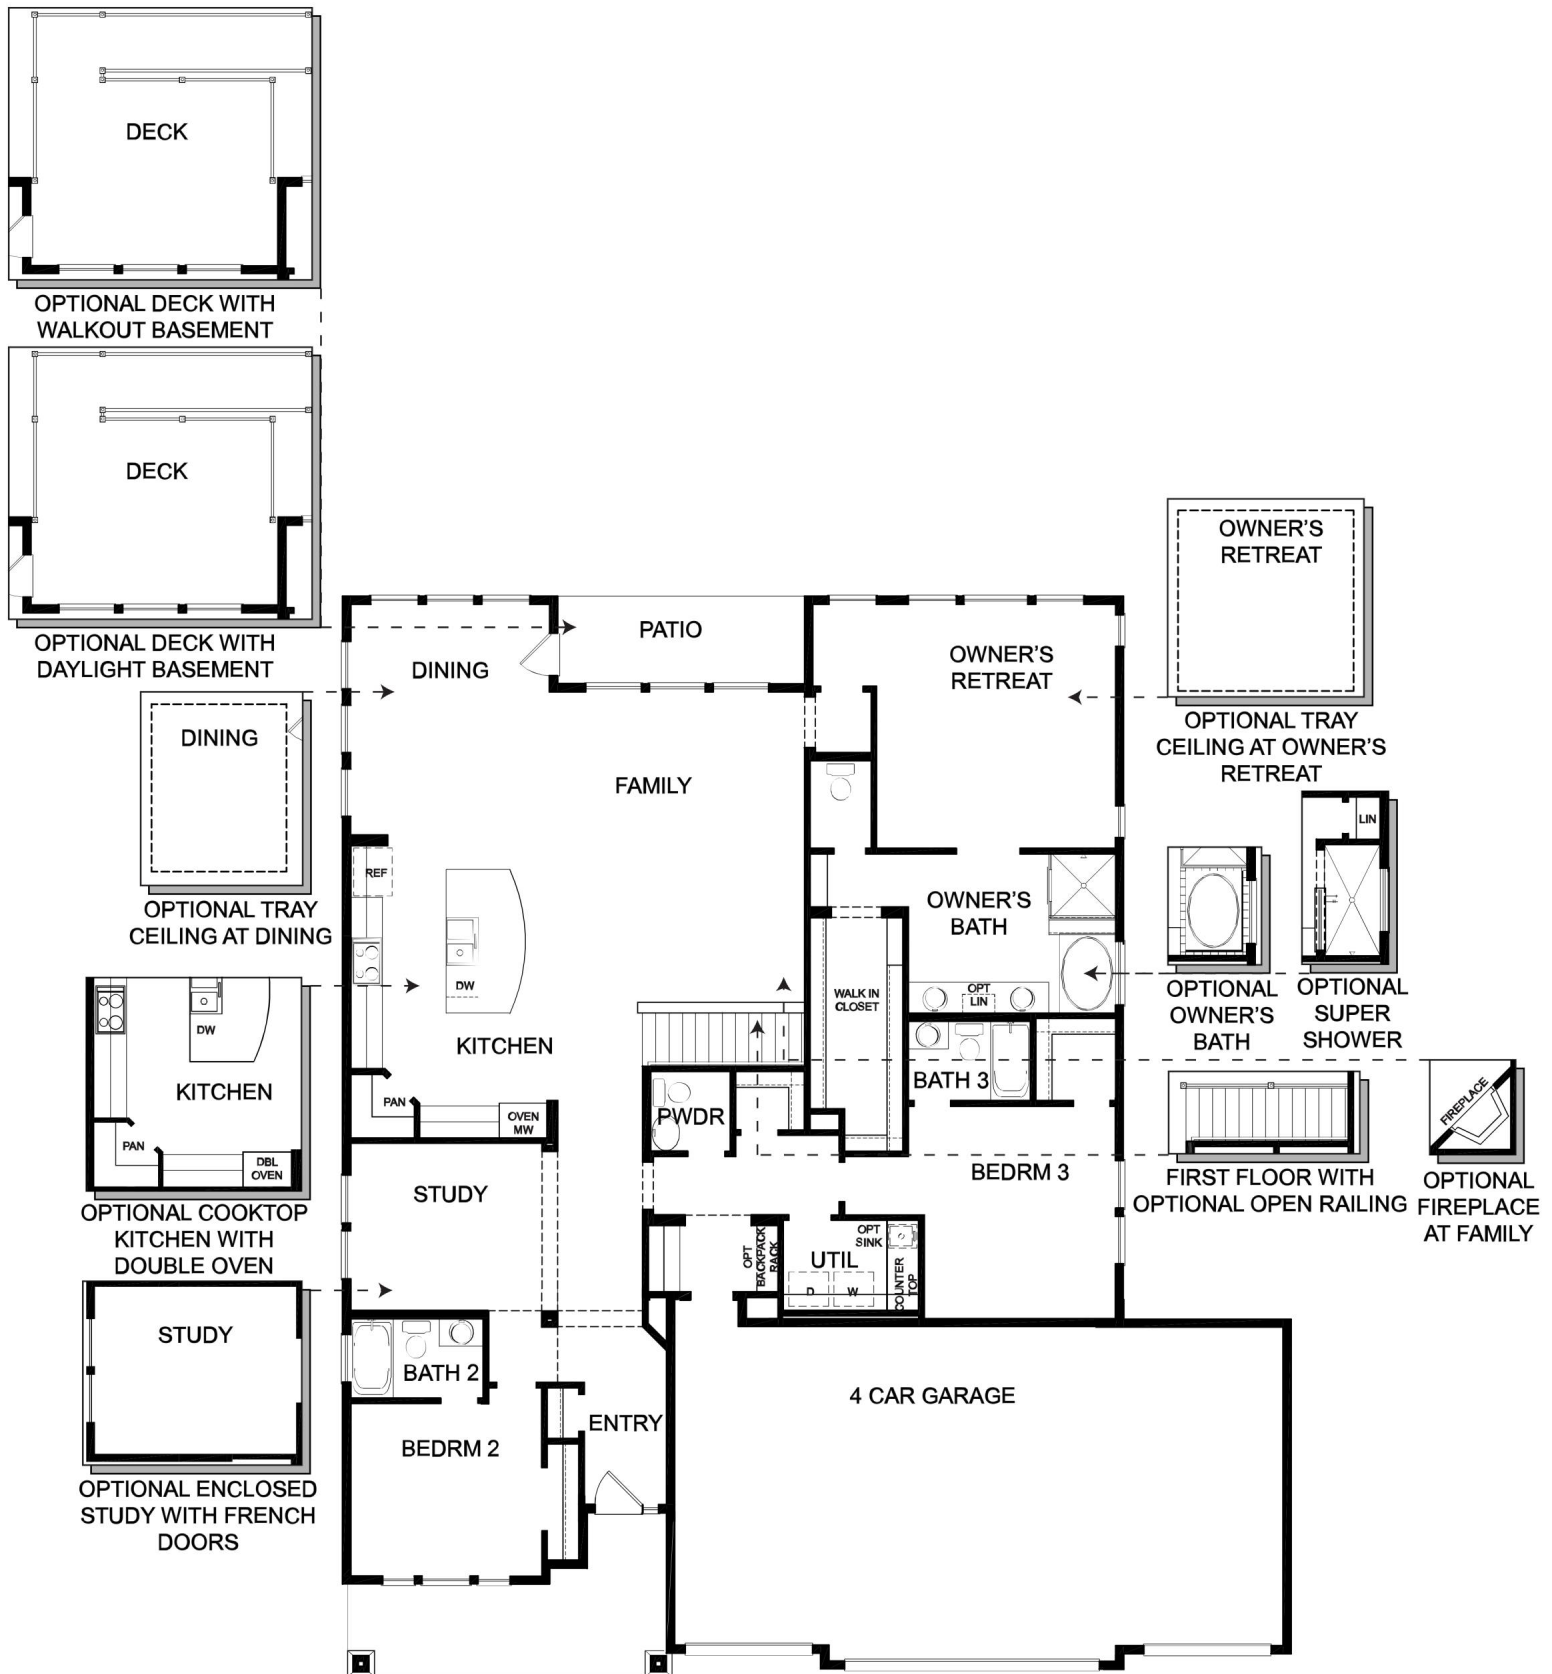 DECK
OPTIONAL DECK WITH
WALKOUT BASEMENT
DECK
OPTIONAL DECK WITH
DAYLIGHT BASEMENT
DINING
OPTIONAL TRAY
CEILING AT DINING
DW
KITCHEN
PAN
DBL
OVEN
OPTIONAL COOKTOP
KITCHEN WITH
DOUBLE OVEN
STUDY
OPTIONAL ENCLOSED
STUDY WITH FRENCH
DOORS
PATIO
DINING
OWNER'S
RETREAT
FAMILY
REF
DW
KITCHEN
PAN
OVEN
MW
OWNER'S
BATH
OPT
LIN
WALK IN
CLOSET
BATH 3
PWDR
BEDRM 3
STUDY
OPT
BACKPACK
RACK
UTIL
OPT
SINK
D
W
COUNTER
TOP
BATH 2
BEDRM 2
ENTRY
4 CAR GARAGE
OWNER'S
RETREAT
OPTIONAL TRAY
CEILING AT OWNER'S
RETREAT
OPTIONAL
OWNER'S
BATH
LIN
OPTIONAL
SUPER
SHOWER
FIRST FLOOR WITH
OPTIONAL OPEN RAILING
FIREPLACE
OPTIONAL
FIREPLACE
AT FAMILY